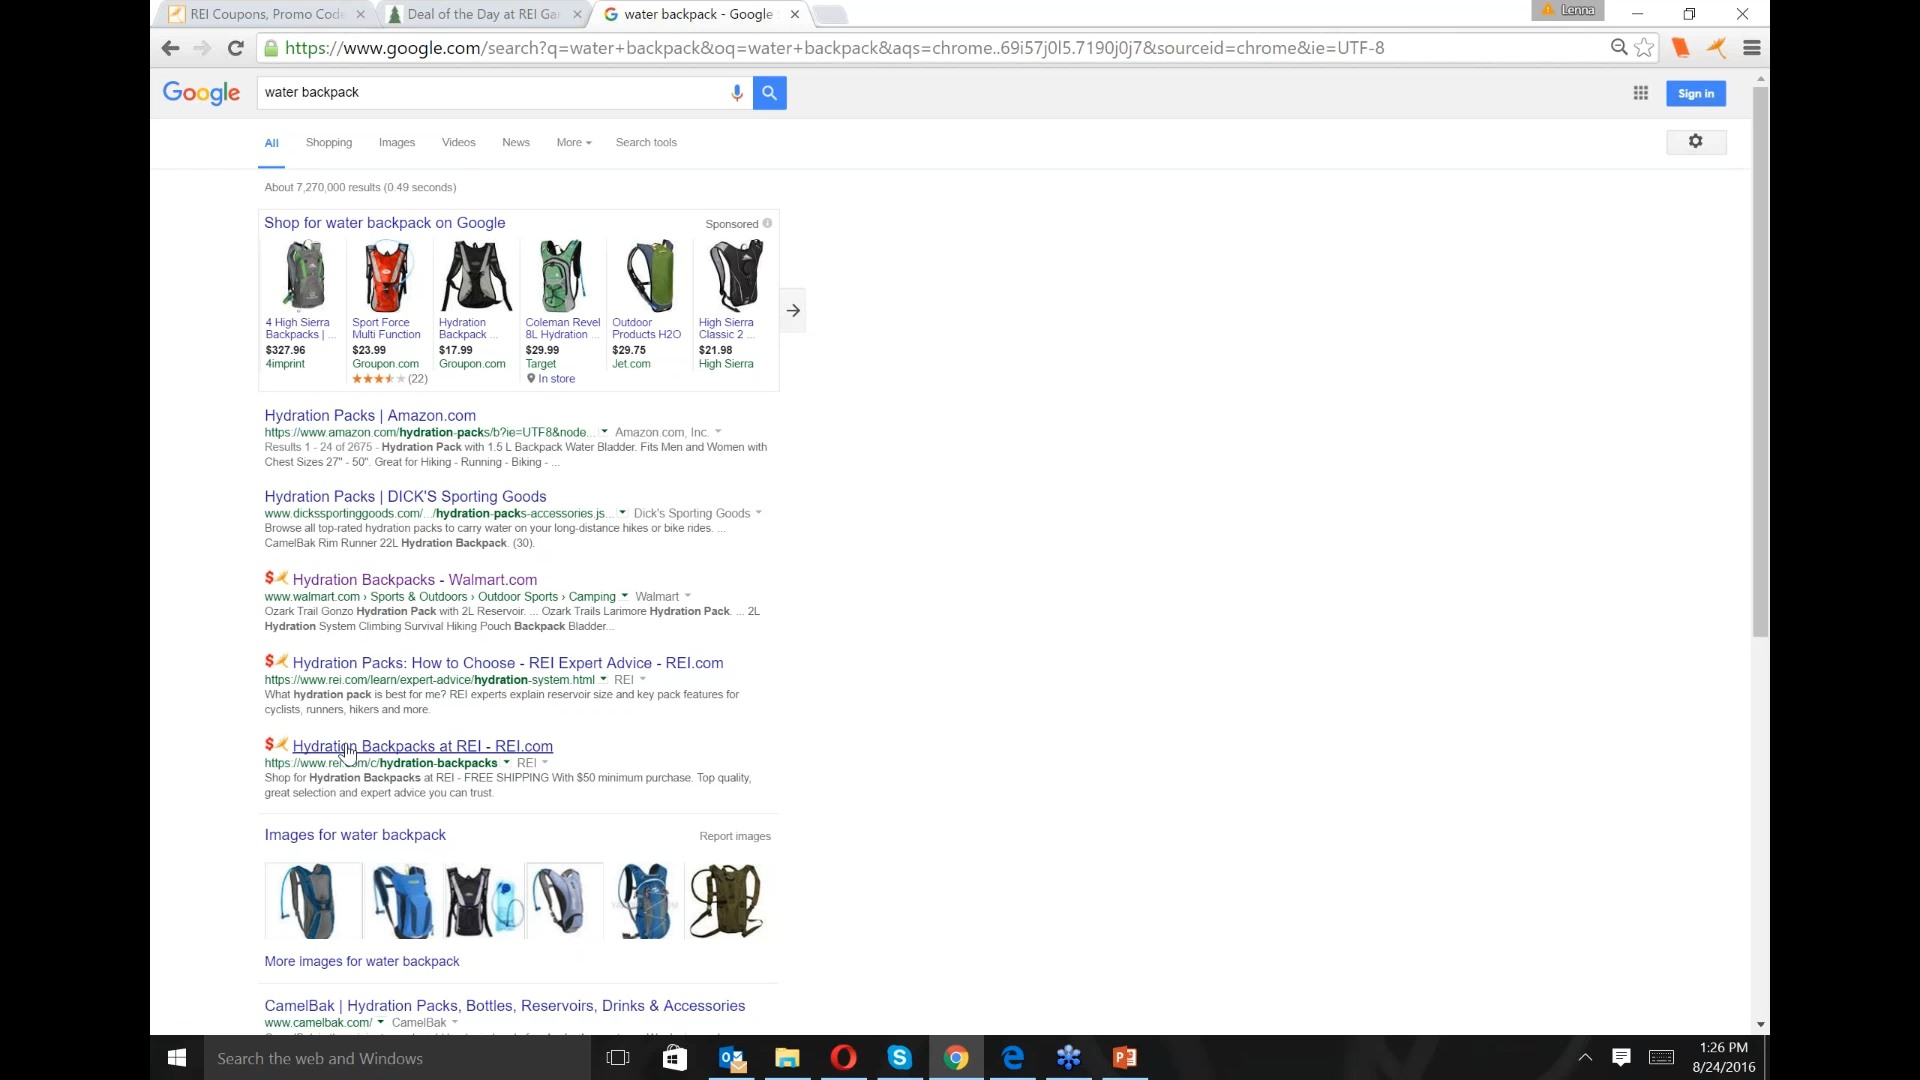 REI Coupons, Promo Code
Deal of the Day at REI Ga
water backpack - Google
Lenna
https://www.google.com/search?q=water+backpack&oq=water+backpack&aqs=chrome..69i57j0l5.7190j0j7&sourceid=chrome&ie=UTF-8
Google
water backpack
Sign in
All Shopping Images Videos News More Search tools
About 7,270,000 results (0.49 seconds)
Shop for water backpack on Google
Sponsored
4 High Sierra
Backpacks | ...
$327.96
4imprint
Sport Force
Multi Function
$23.99
Groupon.com
(22)
Hydration
Backpack ...
$17.99
Groupon.com
Coleman Revel
8L Hydration ...
$29.99
Target
In store
Outdoor
Products H2O
$29.75
Jet.com
High Sierra
Classic 2 ...
$21.98
High Sierra
Hydration Packs | Amazon.com
https://www.amazon.com/hydration-packs/b?ie=UTF8&node... Amazon.com, Inc.
Results 1 - 24 of 2675 - Hydration Pack with 1.5 L Backpack Water Bladder. Fits Men and Women with
Chest Sizes 27" - 50". Great for Hiking - Running - Biking - ...
Hydration Packs | DICK'S Sporting Goods
www.dickssportinggoods.com/.../hydration-packs-accessories.js... Dick's Sporting Goods
Browse all top-rated hydration packs to carry water on your long-distance hikes or bike rides. ...
CamelBak Rim Runner 22L Hydration Backpack. (30).
$ Hydration Backpacks - Walmart.com
www.walmart.com › Sports & Outdoors › Outdoor Sports › Camping Walmart
Ozark Trail Gonzo Hydration Pack with 2L Reservoir. ... Ozark Trails Larimore Hydration Pack. ... 2L
Hydration System Climbing Survival Hiking Pouch Backpack Bladder...
$ Hydration Packs: How to Choose - REI Expert Advice - REI.com
https://www.rei.com/learn/expert-advice/hydration-system.html REI
What hydration pack is best for me? REI experts explain reservoir size and key pack features for
cyclists, runners, hikers and more.
$ Hydration Backpacks at REI - REI.com
https://www.rei.com/c/hydration-backpacks REI
Shop for Hydration Backpacks at REI - FREE SHIPPING With $50 minimum purchase. Top quality,
great selection and expert advice you can trust.
Images for water backpack
Report images
More images for water backpack
CamelBak | Hydration Packs, Bottles, Reservoirs, Drinks & Accessories
www.camelbak.com/ CamelBak
Search the web and Windows
1:26 PM
8/24/2016